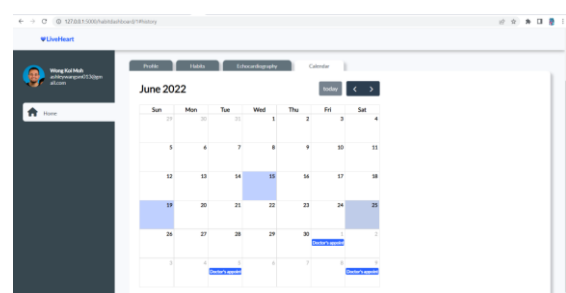 127.0.0.1:5000/habitdashboard/1#history
LiveHeart
Wong Kai Moh
Home
Profile Habits Echocardiography Calendar
June 2022 today
Sun Mon Tue Wed Thu Fri Sat
29 30 31 1 2 3 4
5 6 7 8 9 10 11
12 13 14 15 16 17 18
19 20 21 22 23 24 25
26 27 28 29 30 1 2
Doctor's appoint
3 4 5 6 7 8 9
Doctor's appoint Doctor's appoint